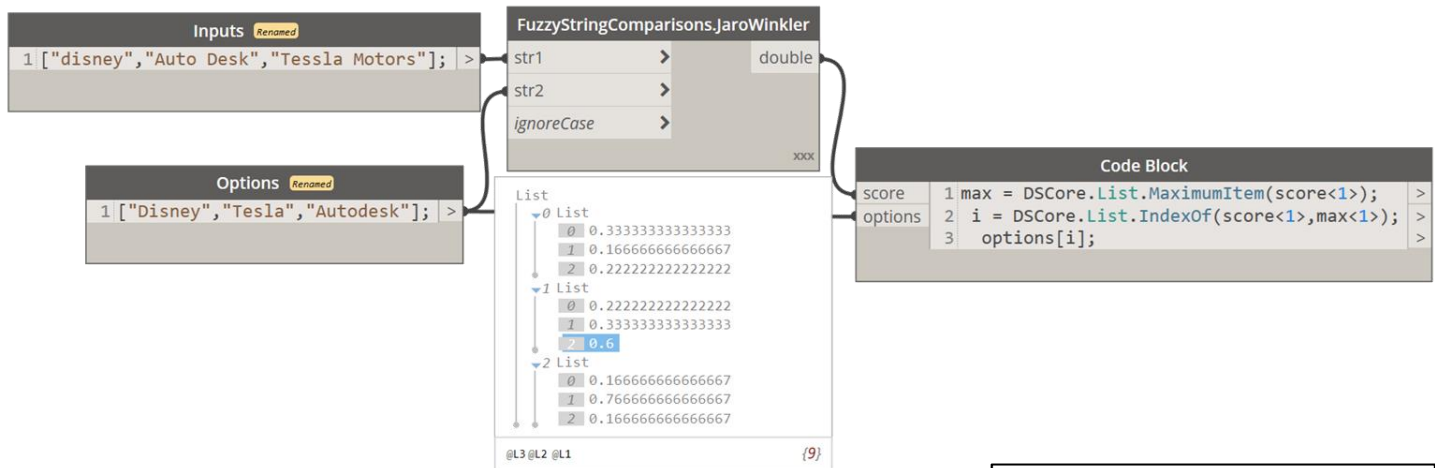 Inputs Renamed
1 ["disney","Auto Desk","Tessla Motors"]; >
Options Renamed
1 ["Disney","Tesla","Autodesk"]; >
FuzzyStringComparisons.JaroWinkler
str1 > double
str2 >
ignoreCase >
xxx
List
0 List
0 0.333333333333333
1 0.166666666666667
2 0.222222222222222
1 List
0 0.222222222222222
1 0.333333333333333
2 0.6
2 List
0 0.166666666666667
1 0.766666666666667
2 0.166666666666667
@L3 @L2 @L1 {9}
Code Block
score 1 max = DSCore.List.MaximumItem(score<1>); >
options 2 i = DSCore.List.IndexOf(score<1>,max<1>); >
3 options[i]; >